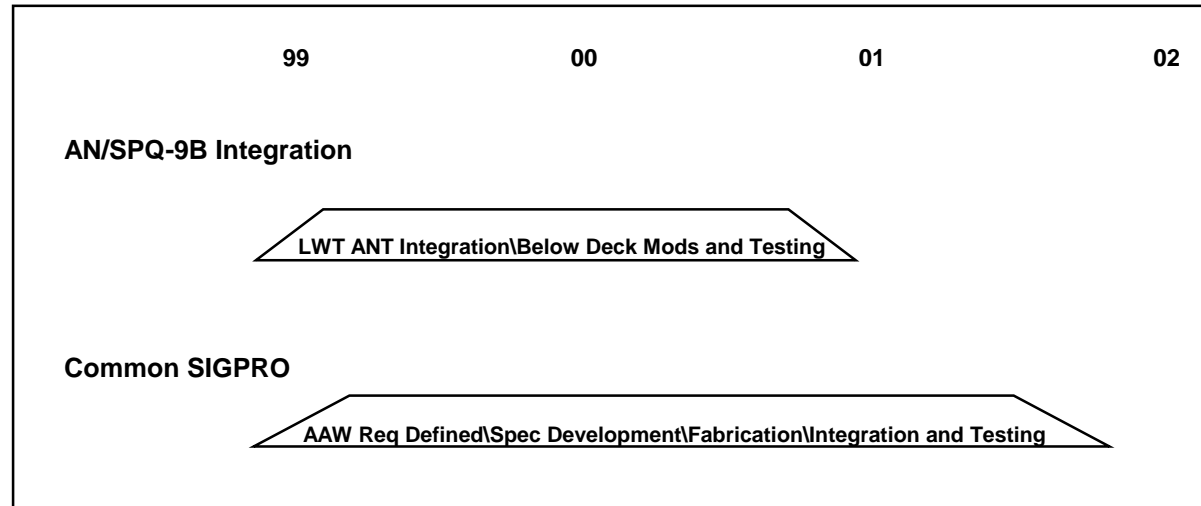 99 00 01 02
AN/SPQ-9B Integration
LWT ANT Integration\Below Deck Mods and Testing
Common SIGPRO
AAW Req Defined\Spec Development\Fabrication\Integration and Testing